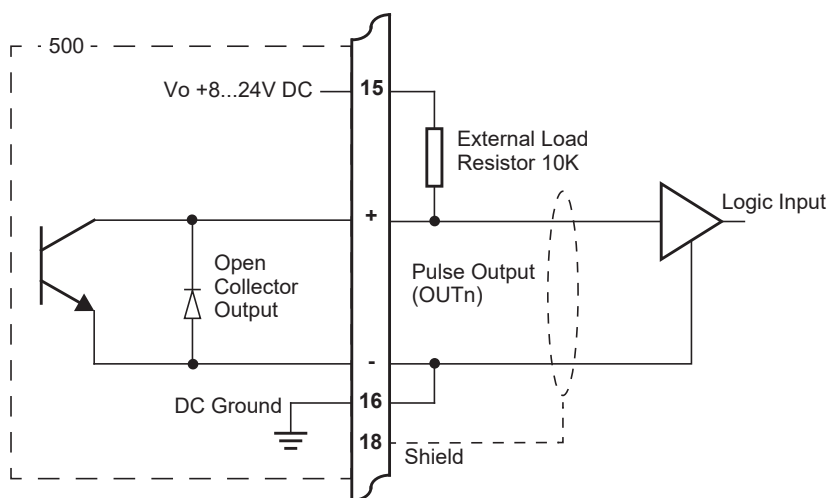 500
Vo +8...24V DC
15
External Load
Resistor 10K
+
Logic Input
Open
Collector
Output
Pulse Output
(OUTn)
-
DC Ground
16
18
Shield